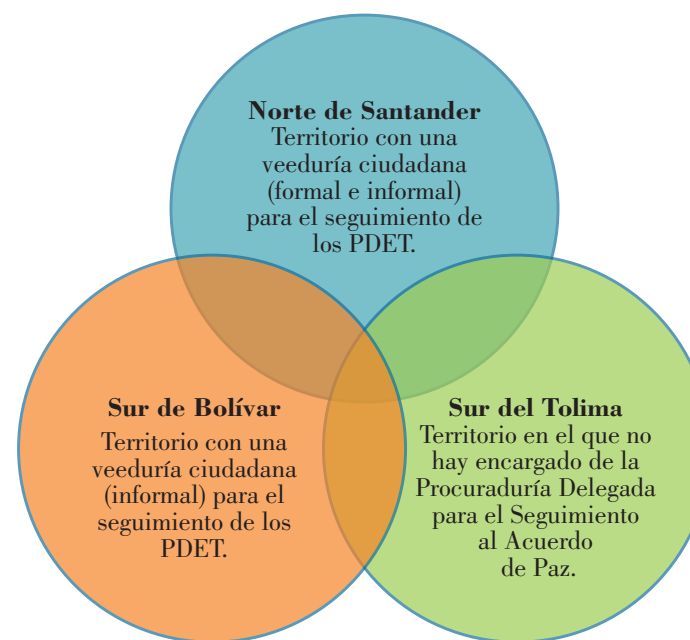 Norte de Santander
Territorio con una
veeduría ciudadana
(formal e informal)
para el seguimiento de
los PDET.
Sur de Bolívar
Territorio con una
veeduría ciudadana
(informal) para el
seguimiento de los
PDET.
Sur del Tolima
Territorio en el que no
hay encargado de la
Procuraduría Delegada
para el Seguimiento
al Acuerdo
de Paz.